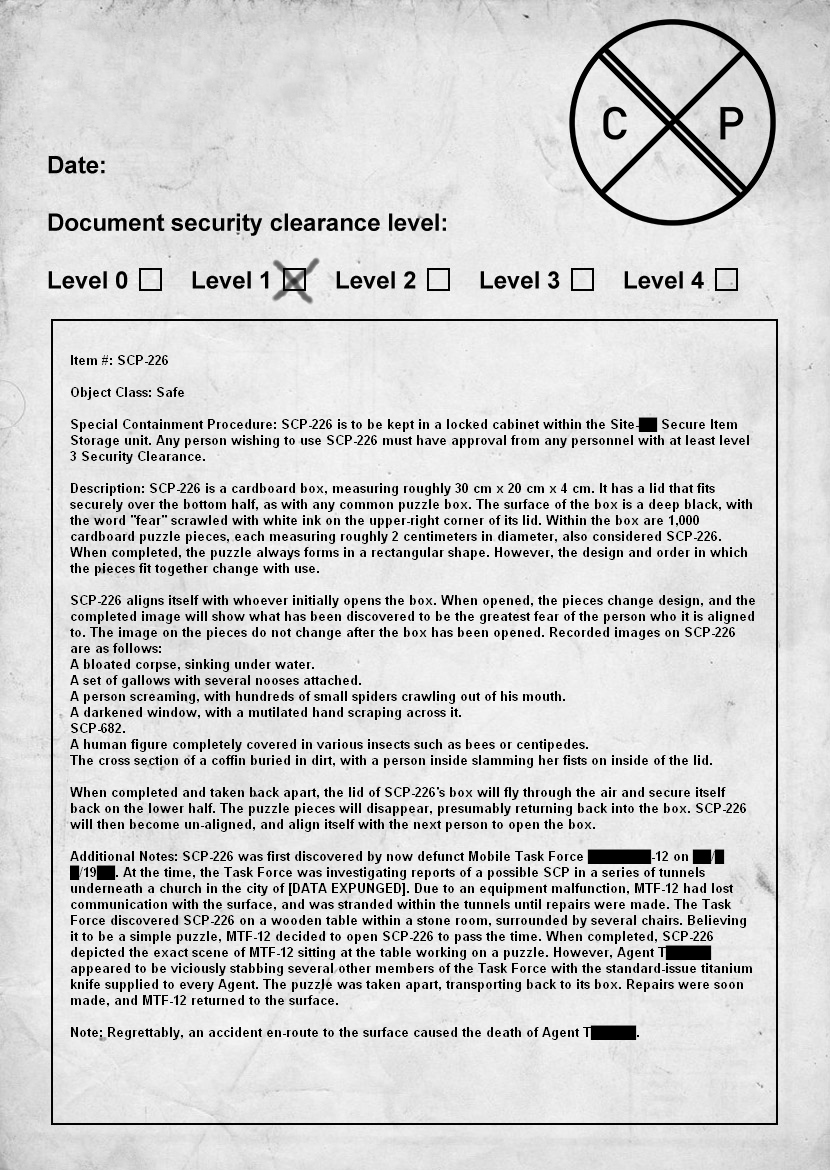 C P
Date:
Document security clearance level:
Level 0 Level 1 Level 2 Level 3 Level 4
Item #: SCP-226
Object Class: Safe
Special Containment Procedure: SCP-226 is to be kept in a locked cabinet within the Site- Secure Item
Storage unit. Any person wishing to use SCP-226 must have approval from any personnel with at least level
3 Security Clearance.
Description: SCP-226 is a cardboard box, measuring roughly 30 cm x 20 cm x 4 cm. It has a lid that fits
securely over the bottom half, as with any common puzzle box. The surface of the box is a deep black, with
the word "fear" scrawled with white ink on the upper-right corner of its lid. Within the box are 1,000
cardboard puzzle pieces, each measuring roughly 2 centimeters in diameter, also considered SCP-226.
When completed, the puzzle always forms in a rectangular shape. However, the design and order in which
the pieces fit together change with use.
SCP-226 aligns itself with whoever initially opens the box. When opened, the pieces change design, and the
completed image will show what has been discovered to be the greatest fear of the person who it is aligned
to. The image on the pieces do not change after the box has been opened. Recorded images on SCP-226
are as follows:
A bloated corpse, sinking under water.
A set of gallows with several nooses attached.
A person screaming, with hundreds of small spiders crawling out of his mouth.
A darkened window, with a mutilated hand scraping across it.
SCP-682.
A human figure completely covered in various insects such as bees or centipedes.
The cross section of a coffin buried in dirt, with a person inside slamming her fists on inside of the lid.
When completed and taken back apart, the lid of SCP-226's box will fly through the air and secure itself
back on the lower half. The puzzle pieces will disappear, presumably returning back into the box. SCP-226
will then become un-aligned, and align itself with the next person to open the box.
Additional Notes: SCP-226 was first discovered by now defunct Mobile Task Force -12 on /
/19 . At the time, the Task Force was investigating reports of a possible SCP in a series of tunnels
underneath a church in the city of [DATA EXPUNGED]. Due to an equipment malfunction, MTF-12 had lost
communication with the surface, and was stranded within the tunnels until repairs were made. The Task
Force discovered SCP-226 on a wooden table within a stone room, surrounded by several chairs. Believing
it to be a simple puzzle, MTF-12 decided to open SCP-226 to pass the time. When completed, SCP-226
depicted the exact scene of MTF-12 sitting at the table working on a puzzle. However, Agent T
appeared to be viciously stabbing several other members of the Task Force with the standard-issue titanium
knife supplied to every Agent. The puzzle was taken apart, transporting back to its box. Repairs were soon
made, and MTF-12 returned to the surface.
Note: Regrettably, an accident en-route to the surface caused the death of Agent T .